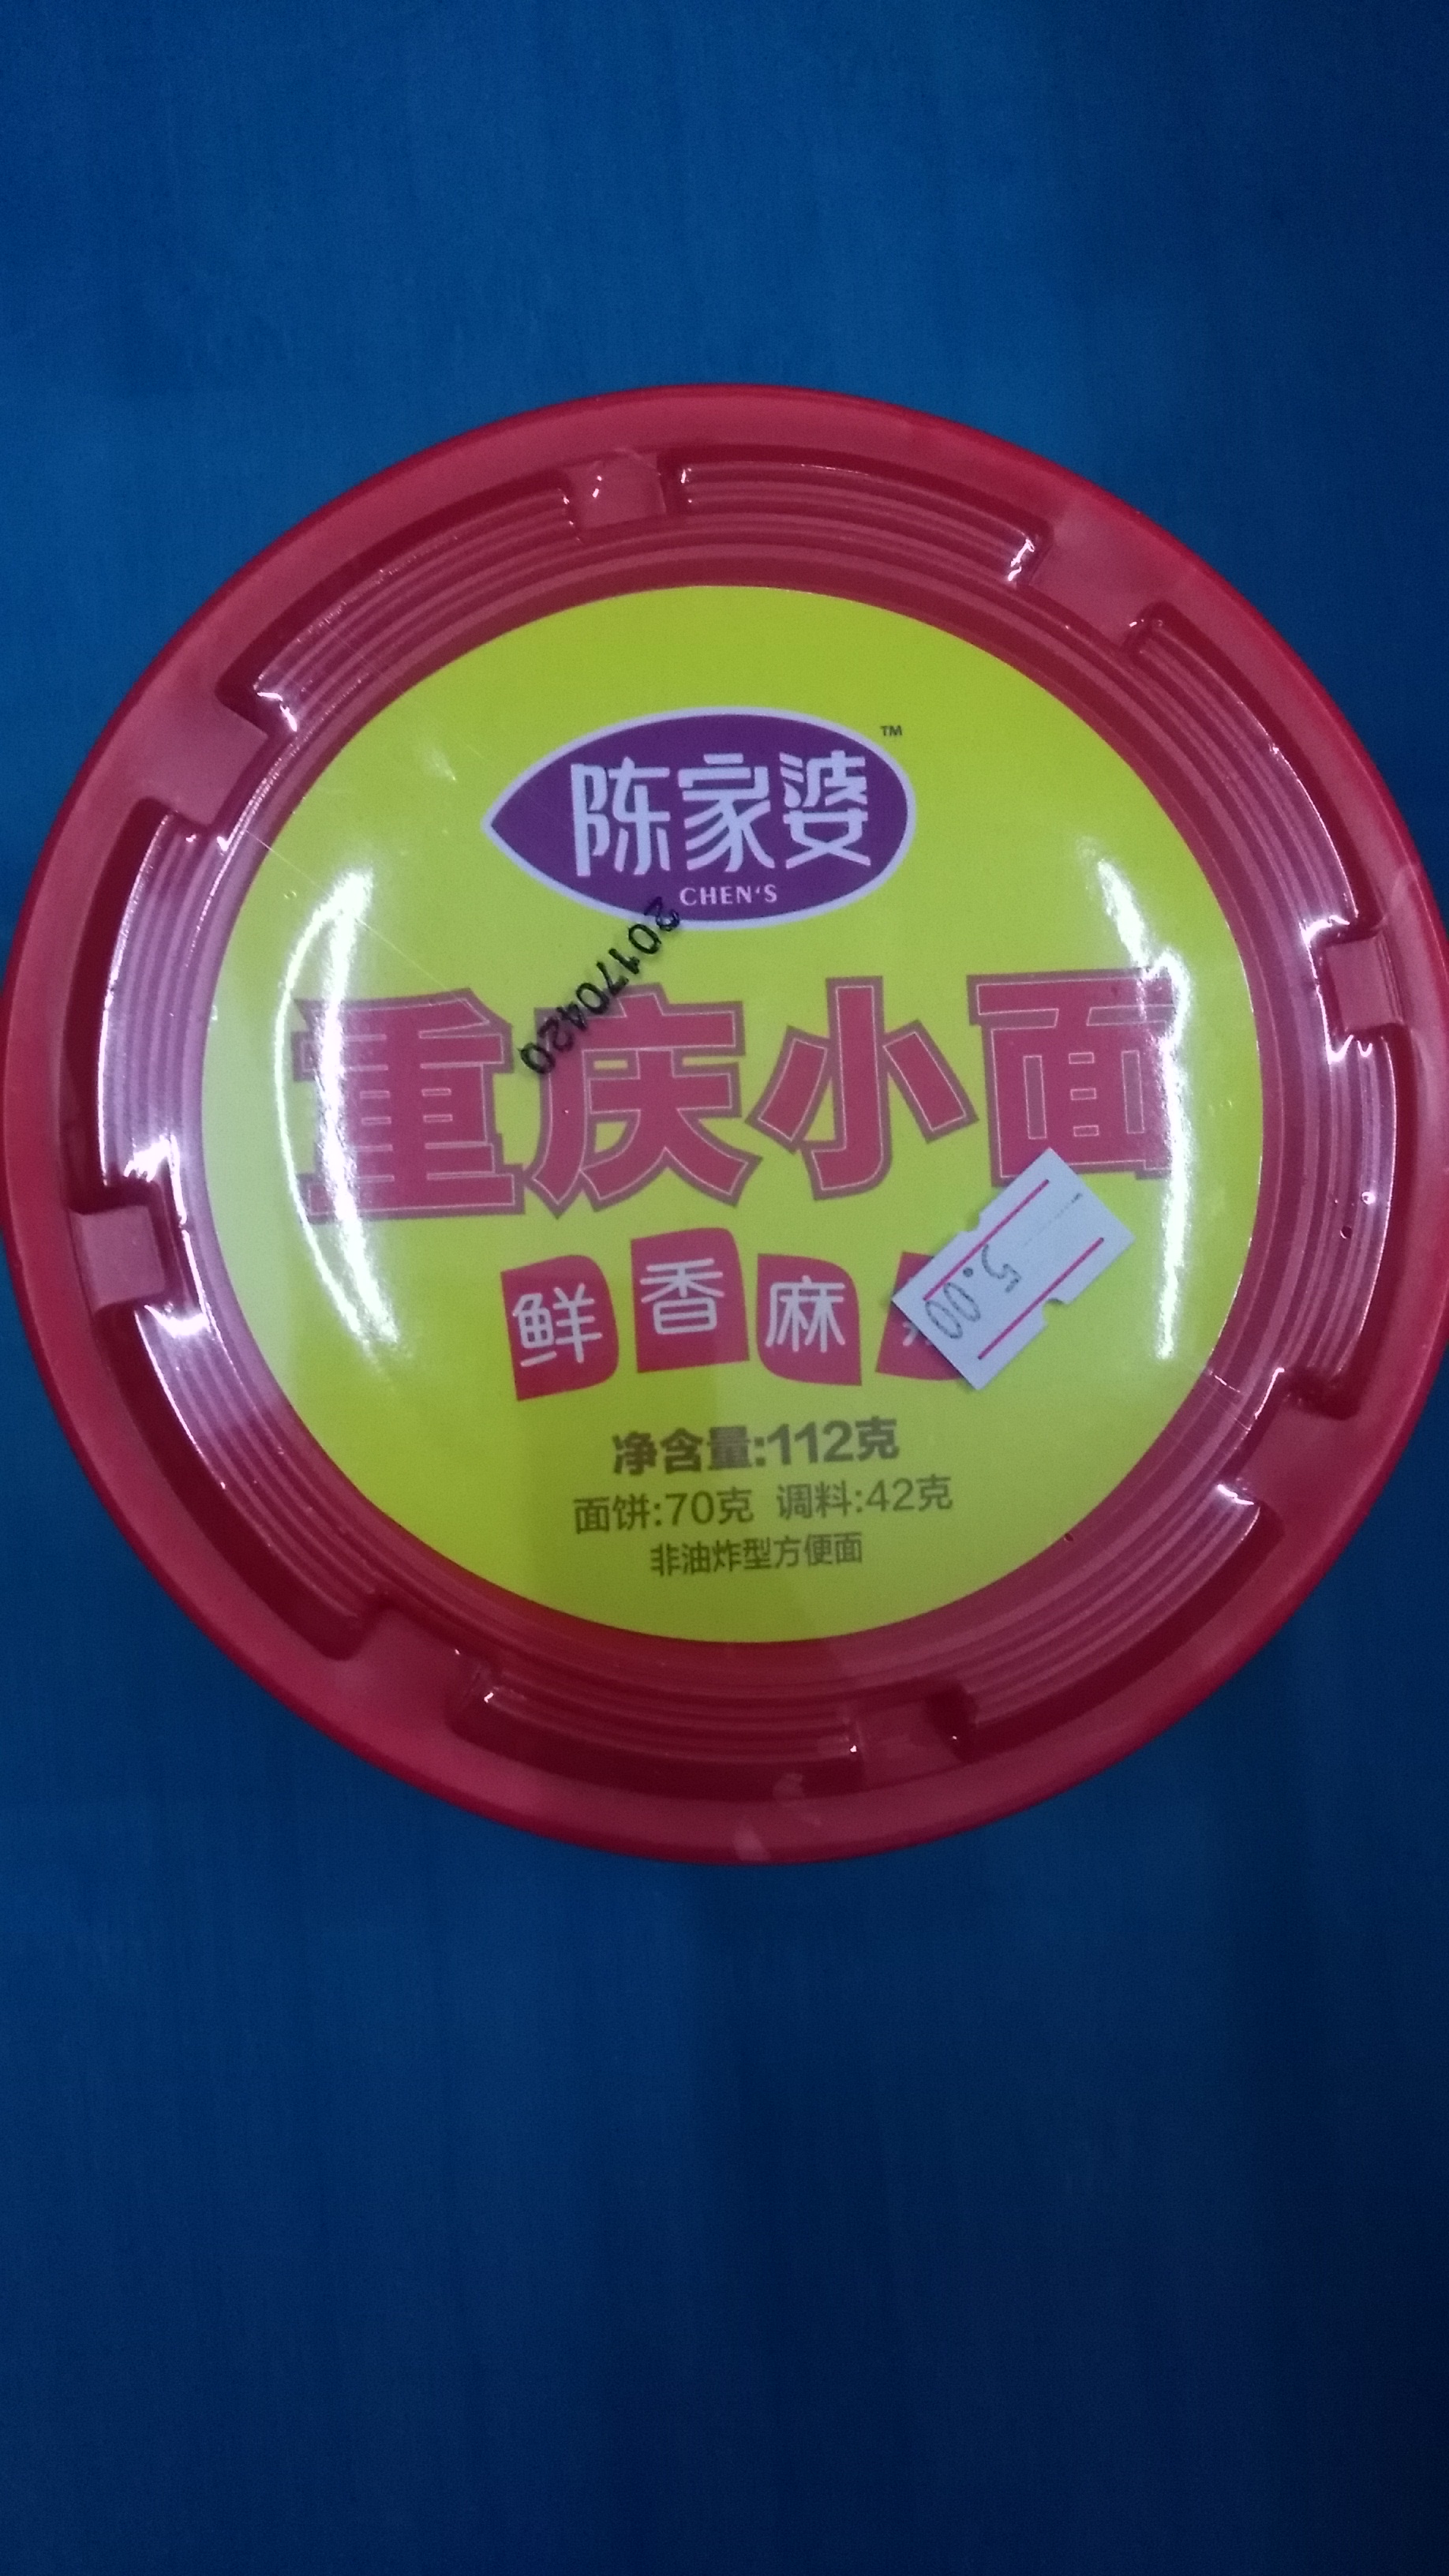 陈家婆
TM
CHEN'S
20170420
重庆小面
鲜香麻
5.00
净含量:112克
面饼:70克 调料:42克
非油炸型方便面